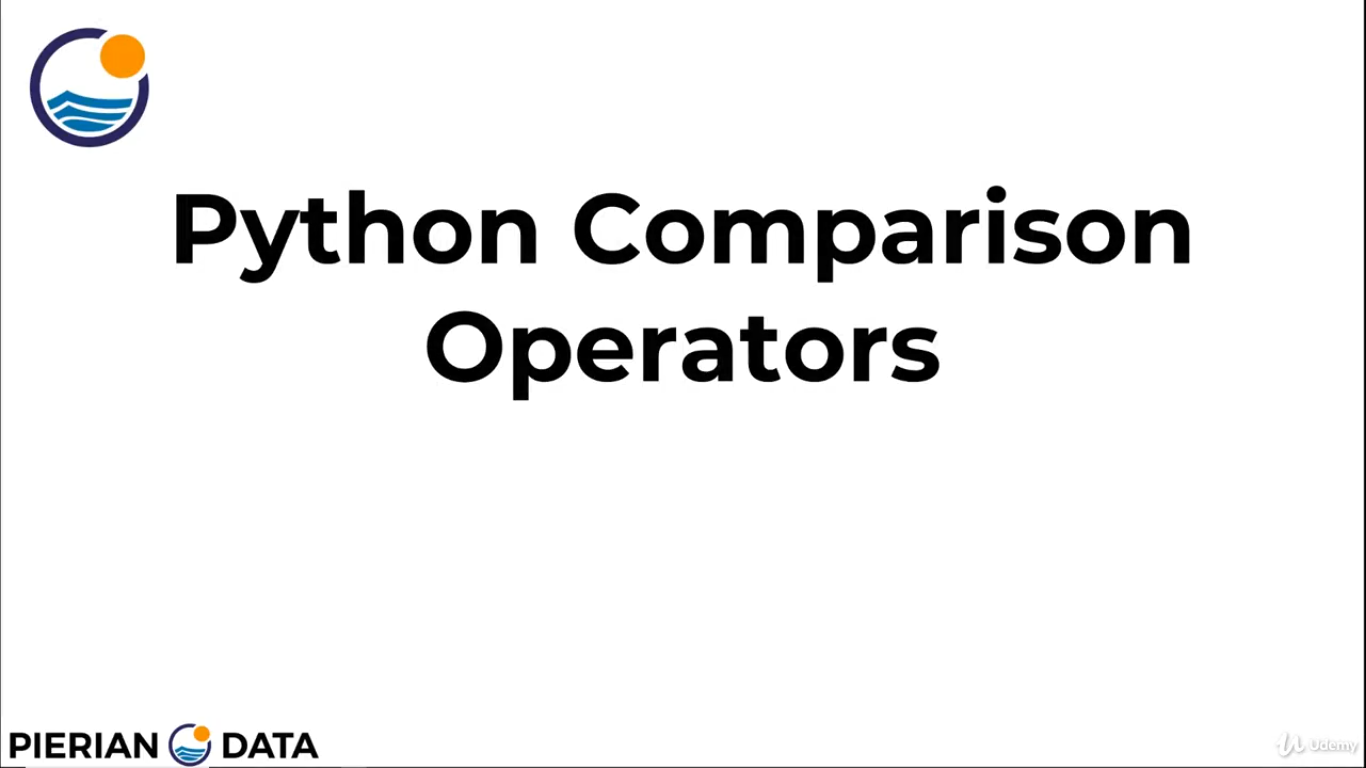 Python Comparison
Operators
PIERIAN DATA
Udemy